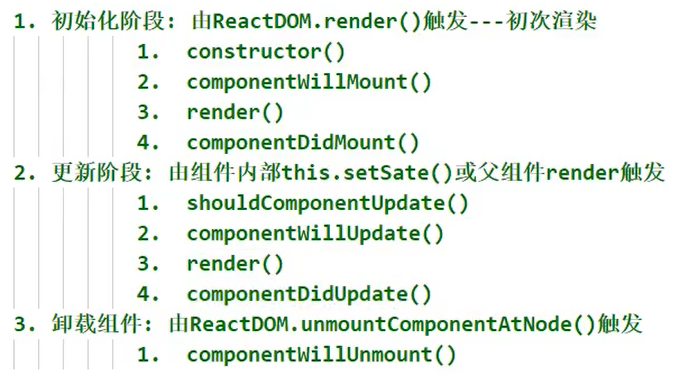 1. 初始化阶段: 由ReactDOM.render()触发---初次渲染
1. constructor()
2. componentWillMount()
3. render()
4. componentDidMount()
2. 更新阶段: 由组件内部this.setSate()或父组件render触发
1. shouldComponentUpdate()
2. componentWillUpdate()
3. render()
4. componentDidUpdate()
3. 卸载组件: 由ReactDOM.unmountComponentAtNode()触发
1. componentWillUnmount()